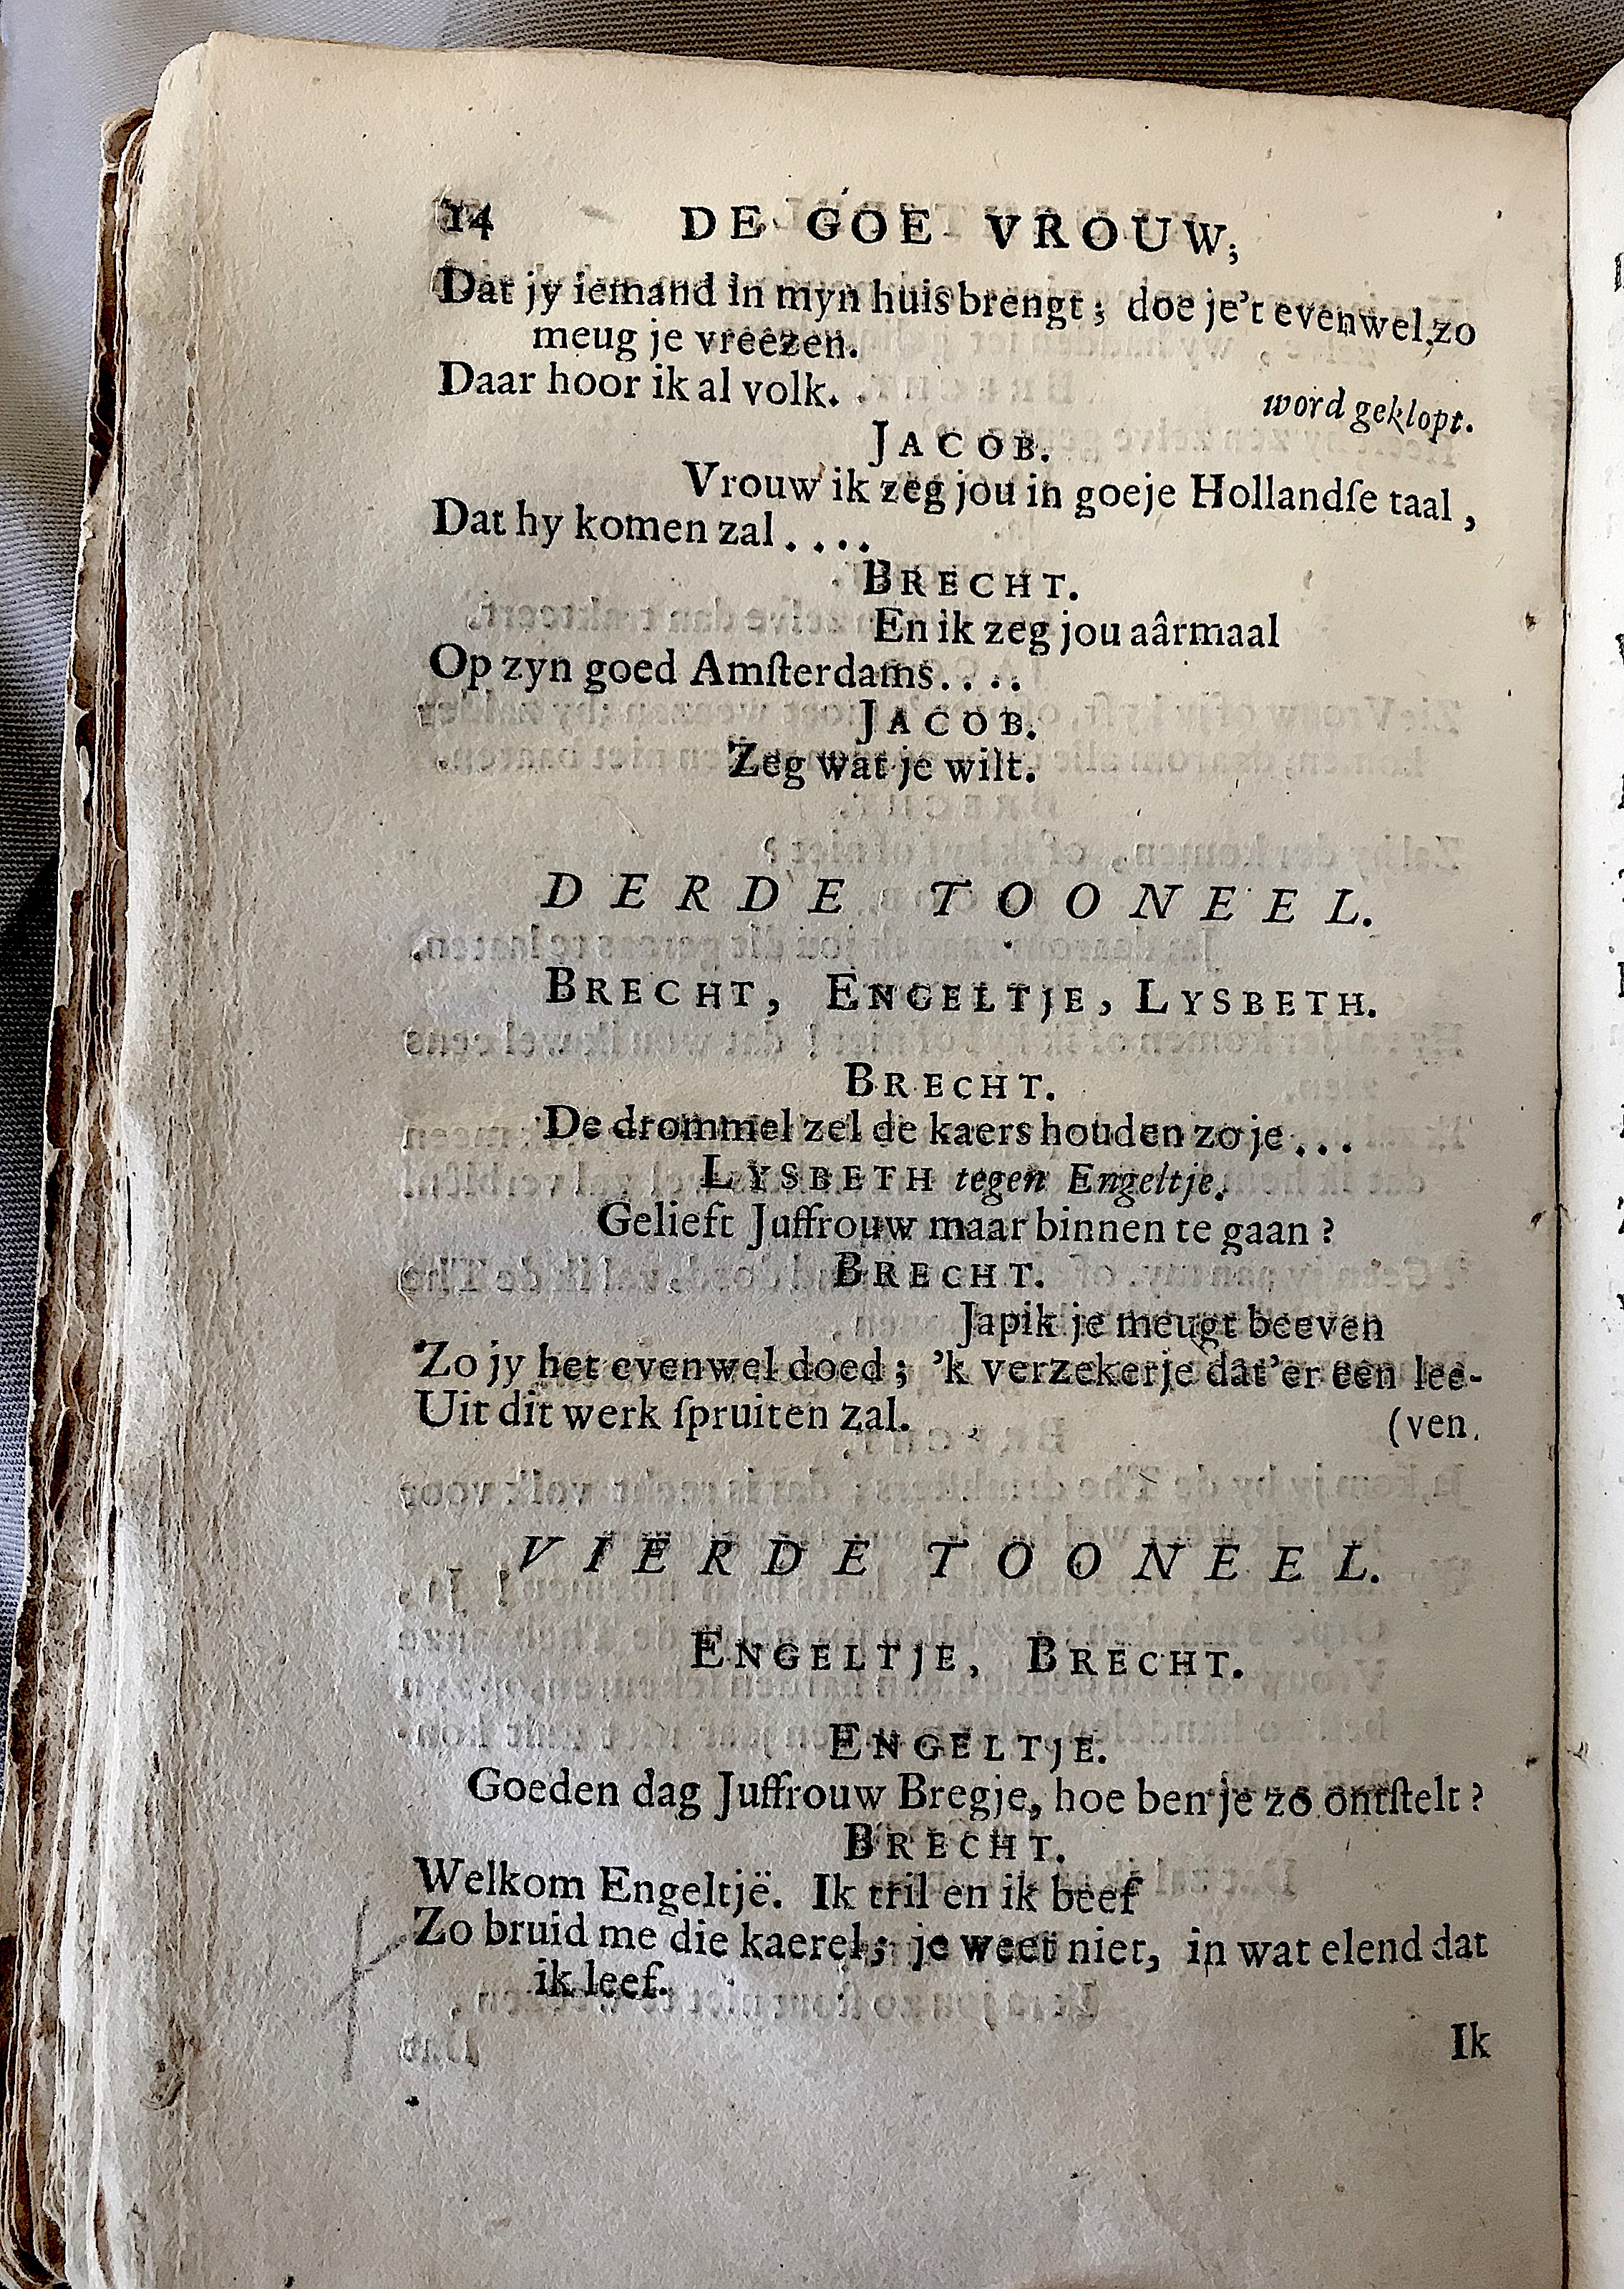 14 DE GOE VROUW;
Dat jy iemand in myn huis brengt; doe je't evenwel, zo
meug je vreêzen.
Daar hoor ik al volk. word geklopt.
JACOB.
Vrouw ik zeg jou in goeje Hollandſe taal,
Dat hy komen zal . . . .
BRECHT.
En ik zeg jou aârmaal
Op zyn goed Amſterdams. . . .
JACOB.
Zeg wat je wilt.
DERDE TOONEEL.
BRECHT, ENGELTJE, LYSBETH.
BRECHT.
De drommel zel de kaers houden zo je . . .
LYSBETH tegen Engeltje.
Gelieft Juffrouw maar binnen te gaan?
BRECHT.
Japik je meugt beeven
Zo jy het evenwel doed; 'k verzeker je dat'er een lee-
Uit dit werk ſpruiten zal. (ven.
VIERDE TOONEEL.
ENGELTJE, BRECHT.
ENGELTJE.
Goeden dag Juffrouw Bregje, hoe ben je zo ontſtelt?
BRECHT.
Welkom Engeltjë. Ik tril en ik beef
Zo bruid me die kaerel; je weet niet, in wat elend dat
ik leef.
Ik